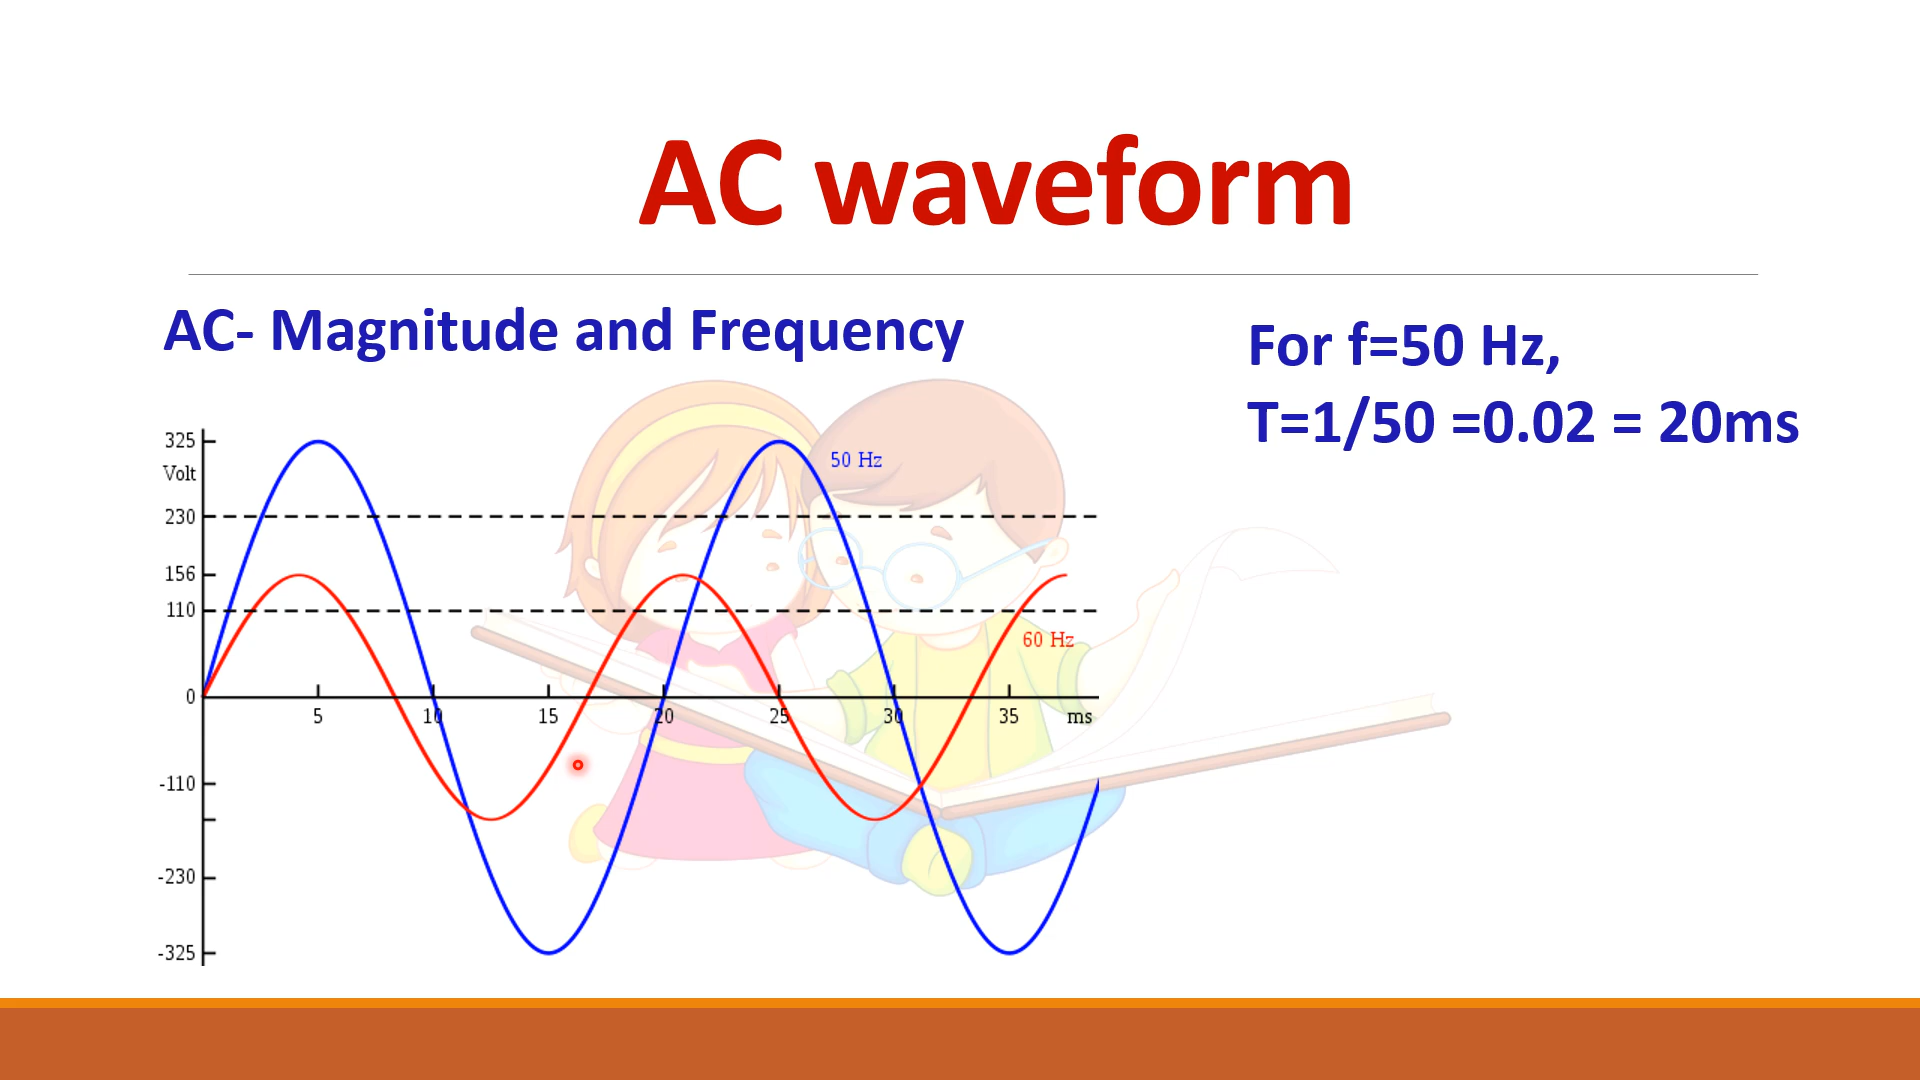 AC waveform
AC- Magnitude and Frequency
For f=50 Hz,
T=1/50 =0.02 = 20ms
325
Volt
50 Hz
230
156
110
60 Hz
0
5 10 15 20 25 30 35 ms
-110
-230
-325